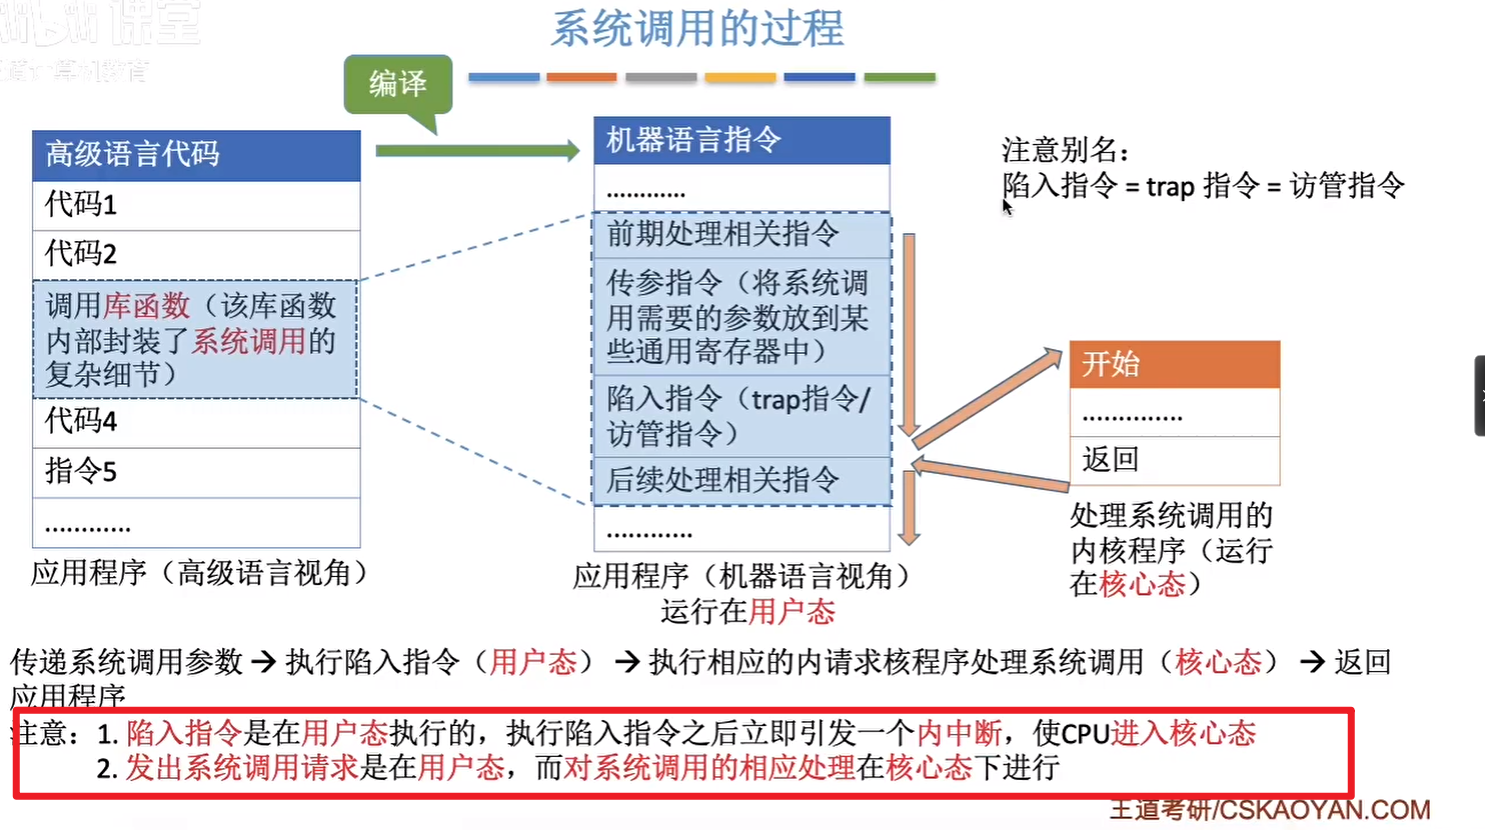 课堂
系统调用的过程
编译
高级语言代码
代码1
代码2
调用库函数（该库函数
内部封装了系统调用的
复杂细节）
代码4
指令5
............
应用程序（高级语言视角）
机器语言指令
............
前期处理相关指令
传参指令（将系统调
用需要的参数放到某
些通用寄存器中）
陷入指令（trap指令/
访管指令）
后续处理相关指令
............
应用程序（机器语言视角）
运行在用户态
注意别名：
陷入指令 = trap 指令 = 访管指令
开始
..............
返回
处理系统调用的
内核程序（运行
在核心态）
传递系统调用参数 → 执行陷入指令（用户态） → 执行相应的内请求核程序处理系统调用（核心态） → 返回
应用程序
注意：1. 陷入指令是在用户态执行的，执行陷入指令之后立即引发一个内中断，使CPU进入核心态
2. 发出系统调用请求是在用户态，而对系统调用的相应处理在核心态下进行
王道考研/CSKAOYAN.COM